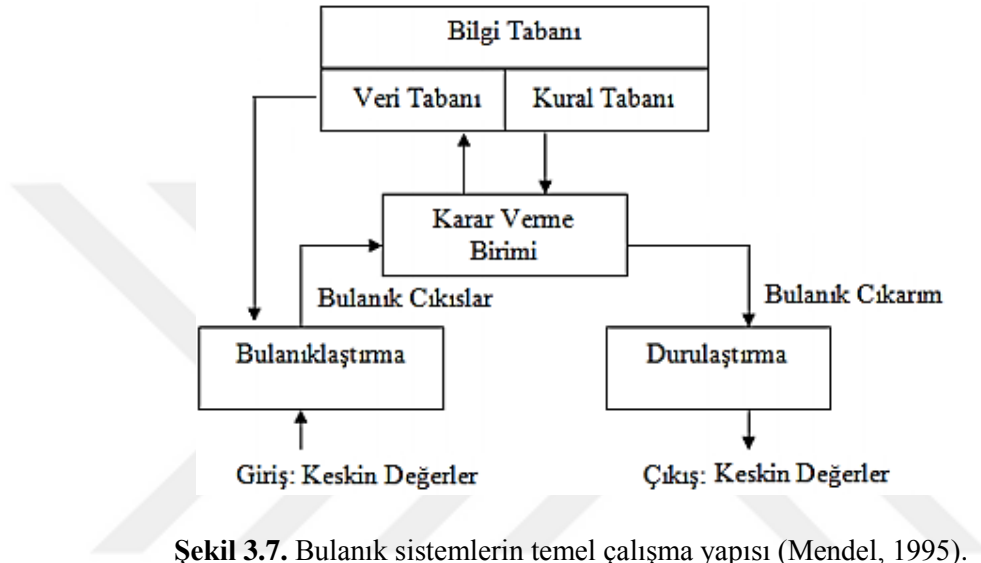 Bilgi Tabanı
Veri Tabanı Kural Tabanı
Karar Verme
Birimi
Bulanık Cıkıslar
Bulanık Cıkarım
Bulanıklaştırma
Durulaştırma
Giriş: Keskin Değerler
Çıkış: Keskin Değerler
Şekil 3.7. Bulanık sistemlerin temel çalışma yapısı (Mendel, 1995).